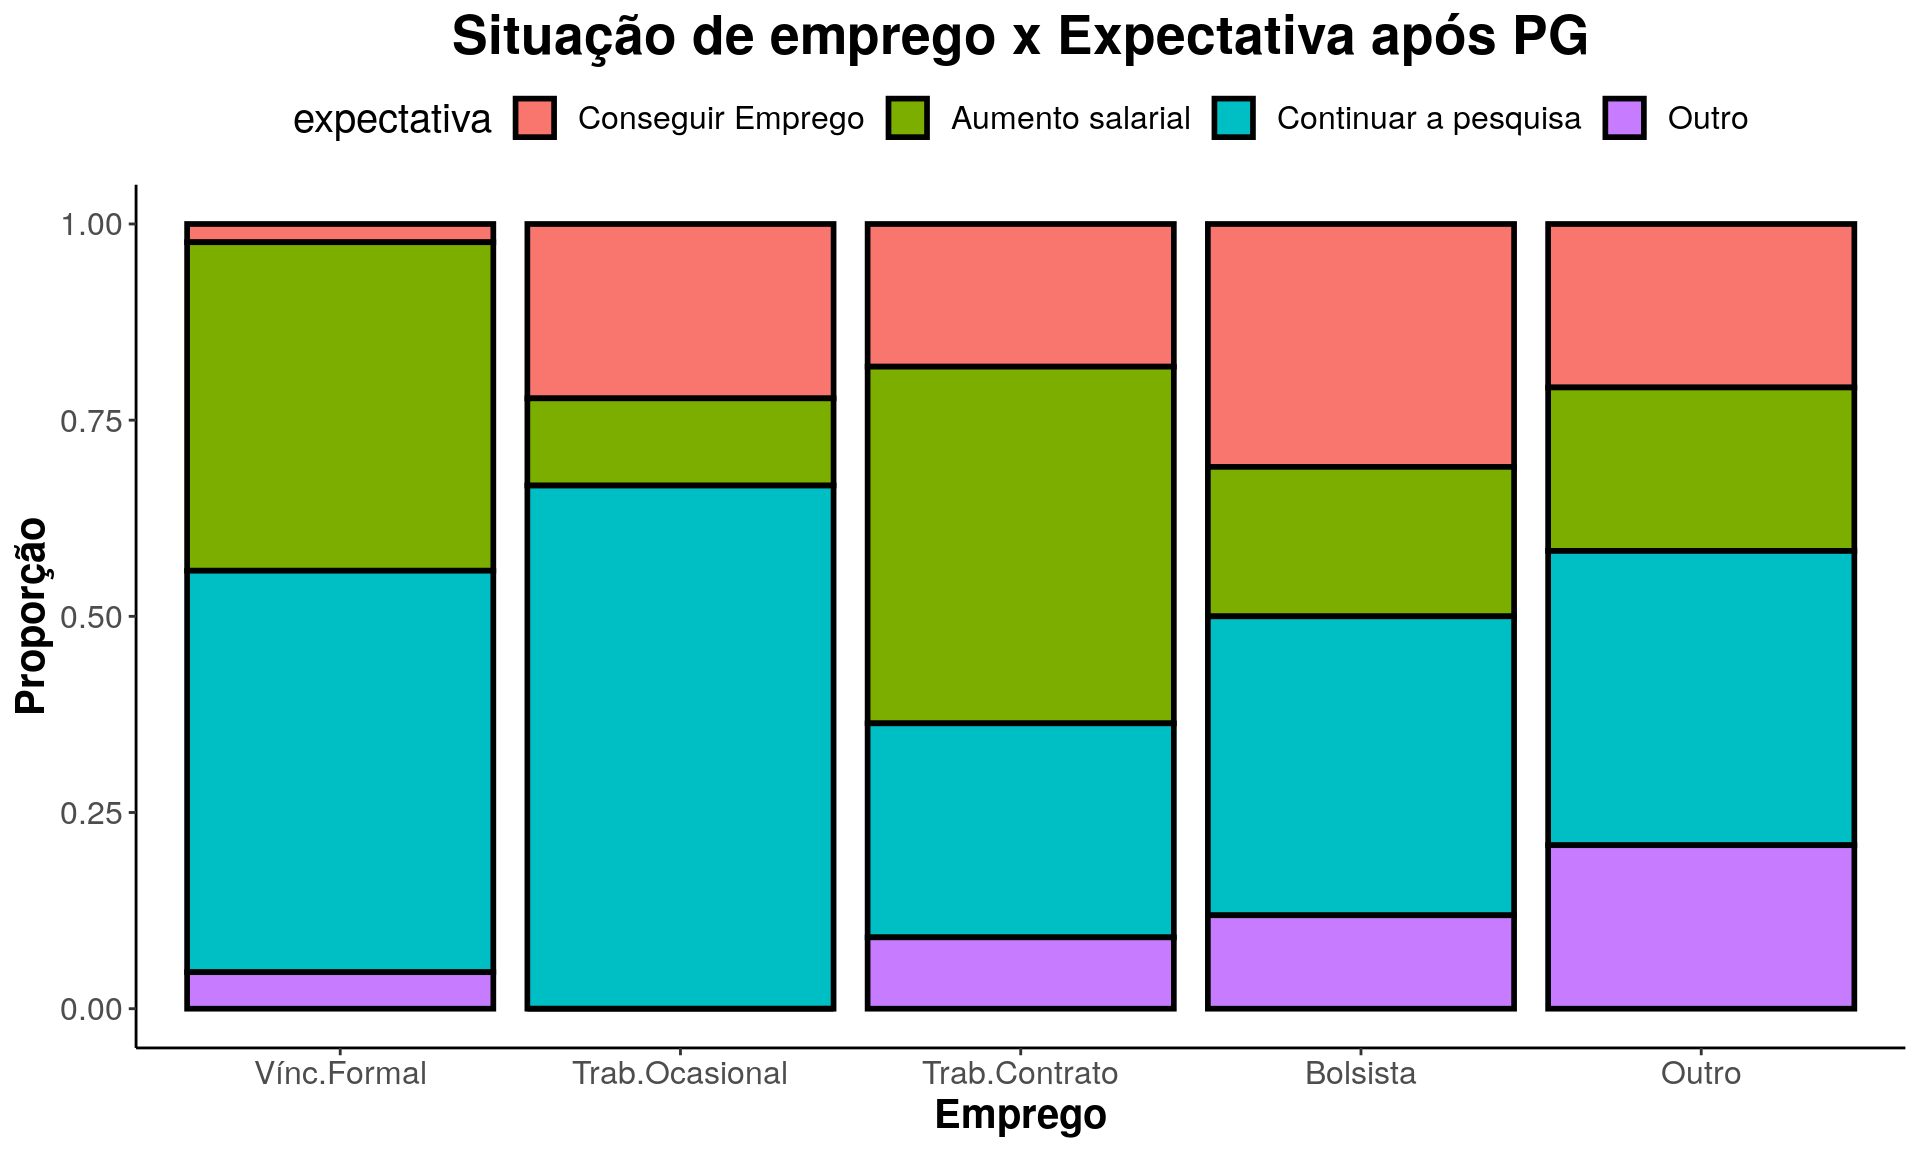 Situação de emprego x Expectativa após PG
expectativa Conseguir Emprego Aumento salarial Continuar a pesquisa Outro
Proporção
1.00
0.75
0.50
0.25
0.00
Vínc.Formal Trab.Ocasional Trab.Contrato Bolsista Outro
Emprego